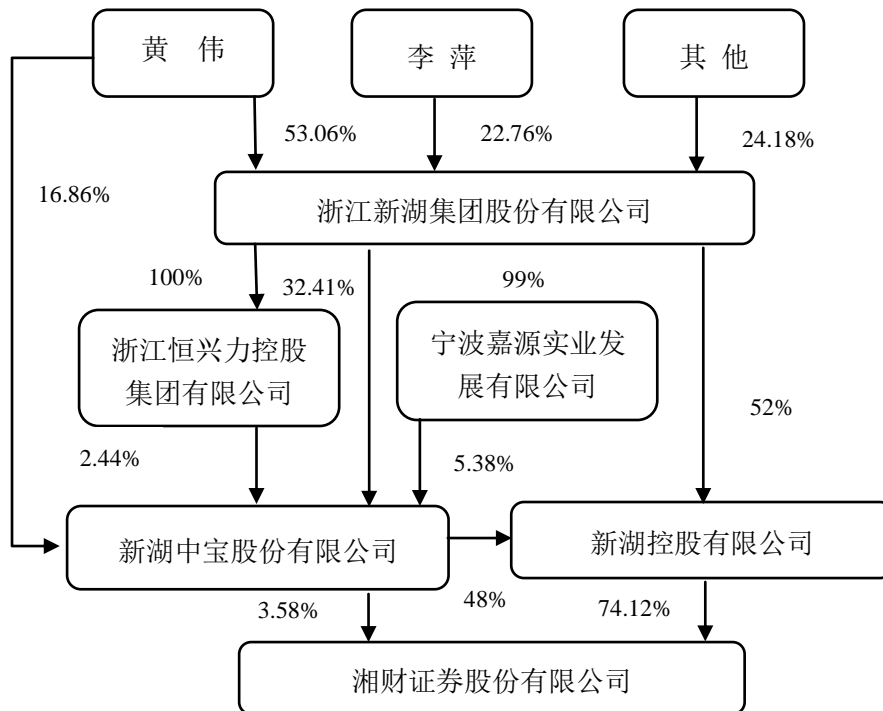 黄 伟
李 萍
其 他
53.06%
22.76%
24.18%
16.86%
浙江新湖集团股份有限公司
100%
32.41%
99%
浙江恒兴力控股
集团有限公司
宁波嘉源实业发
展有限公司
52%
2.44%
5.38%
新湖中宝股份有限公司
新湖控股有限公司
3.58%
48%
74.12%
湘财证券股份有限公司